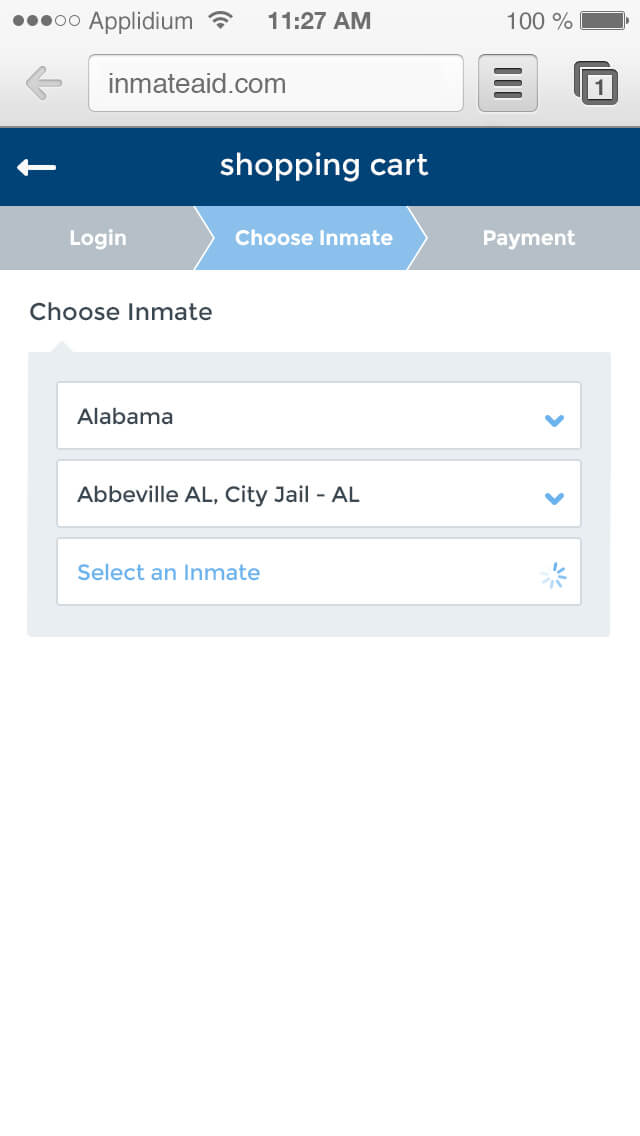 Applidium 11:27 AM 100 %
inmateaid.com 1
shopping cart
Login Choose Inmate Payment
Choose Inmate
Alabama
Abbeville AL, City Jail - AL
Select an Inmate